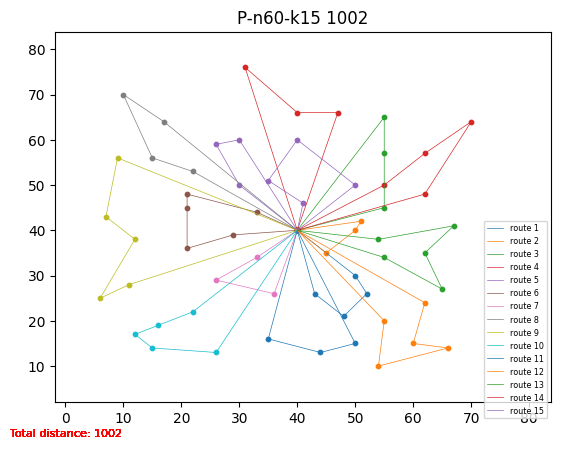 P-n60-k15 1002
80
70
60
50
40
30
20
10
0 10 20 30 40 50 60 70 80
route 1
route 2
route 3
route 4
route 5
route 6
route 7
route 8
route 9
route 10
route 11
route 12
route 13
route 14
route 15
Total distance: 1002